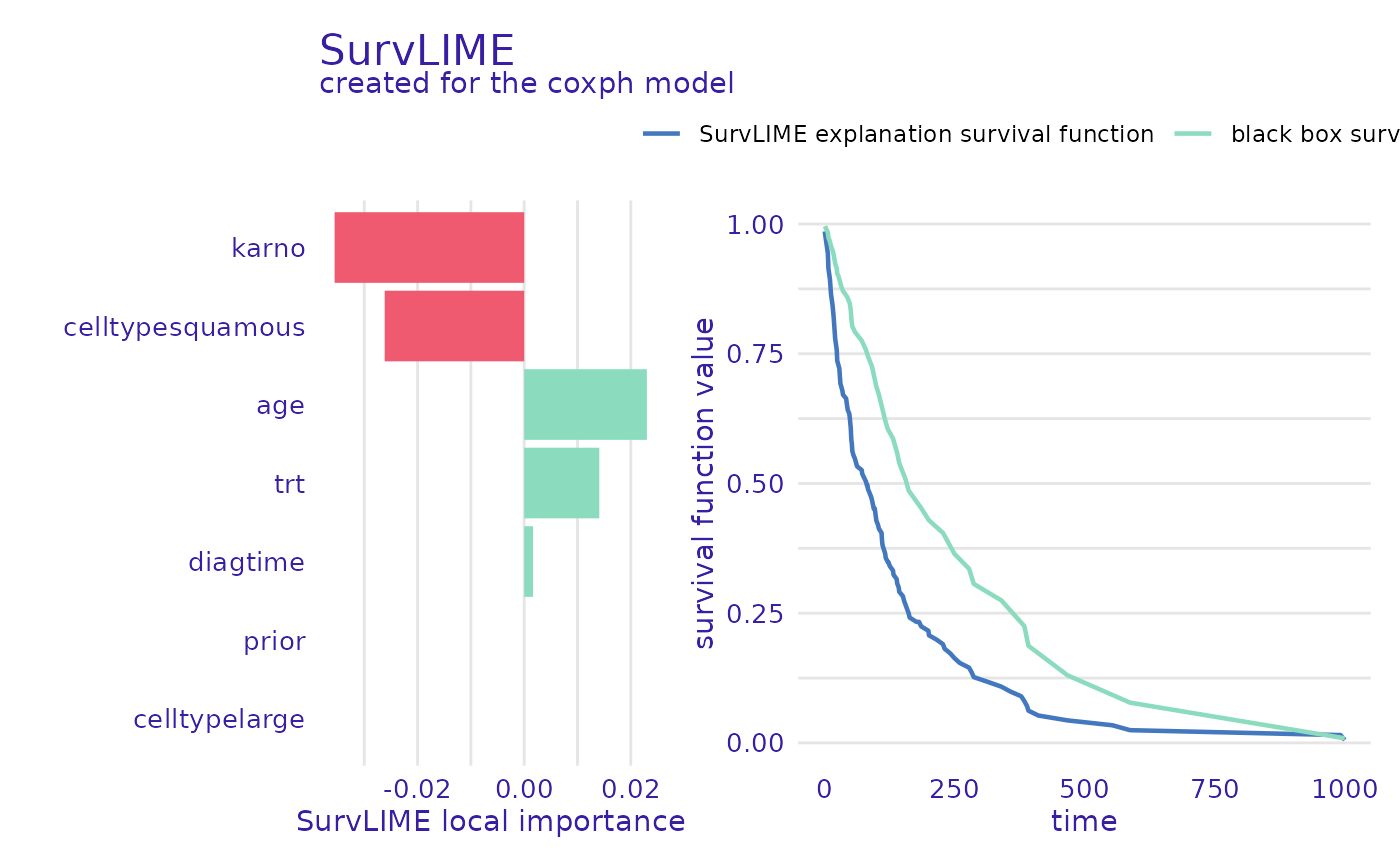 SurvLIME
created for the coxph model
SurvLIME explanation survival function
black box surv
karno
celltypesquamous
age
trt
diagtime
prior
celltypelarge
-0.02 0.00 0.02
SurvLIME local importance
survival function value
1.00
0.75
0.50
0.25
0.00
0 250 500 750 1000
time